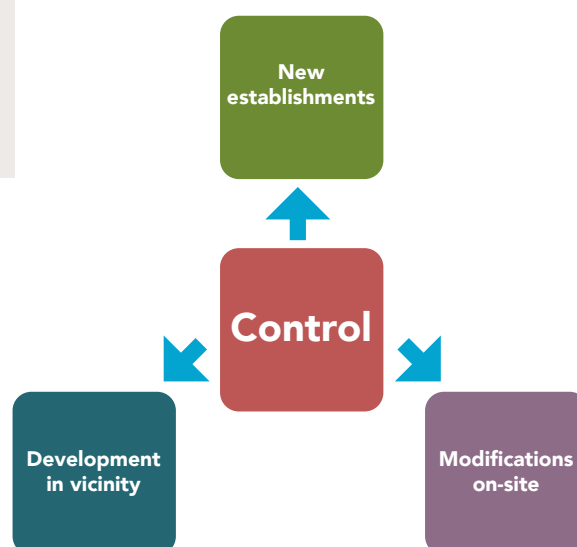 New
establishments
Control
Development
in vicinity
Modifications
on-site